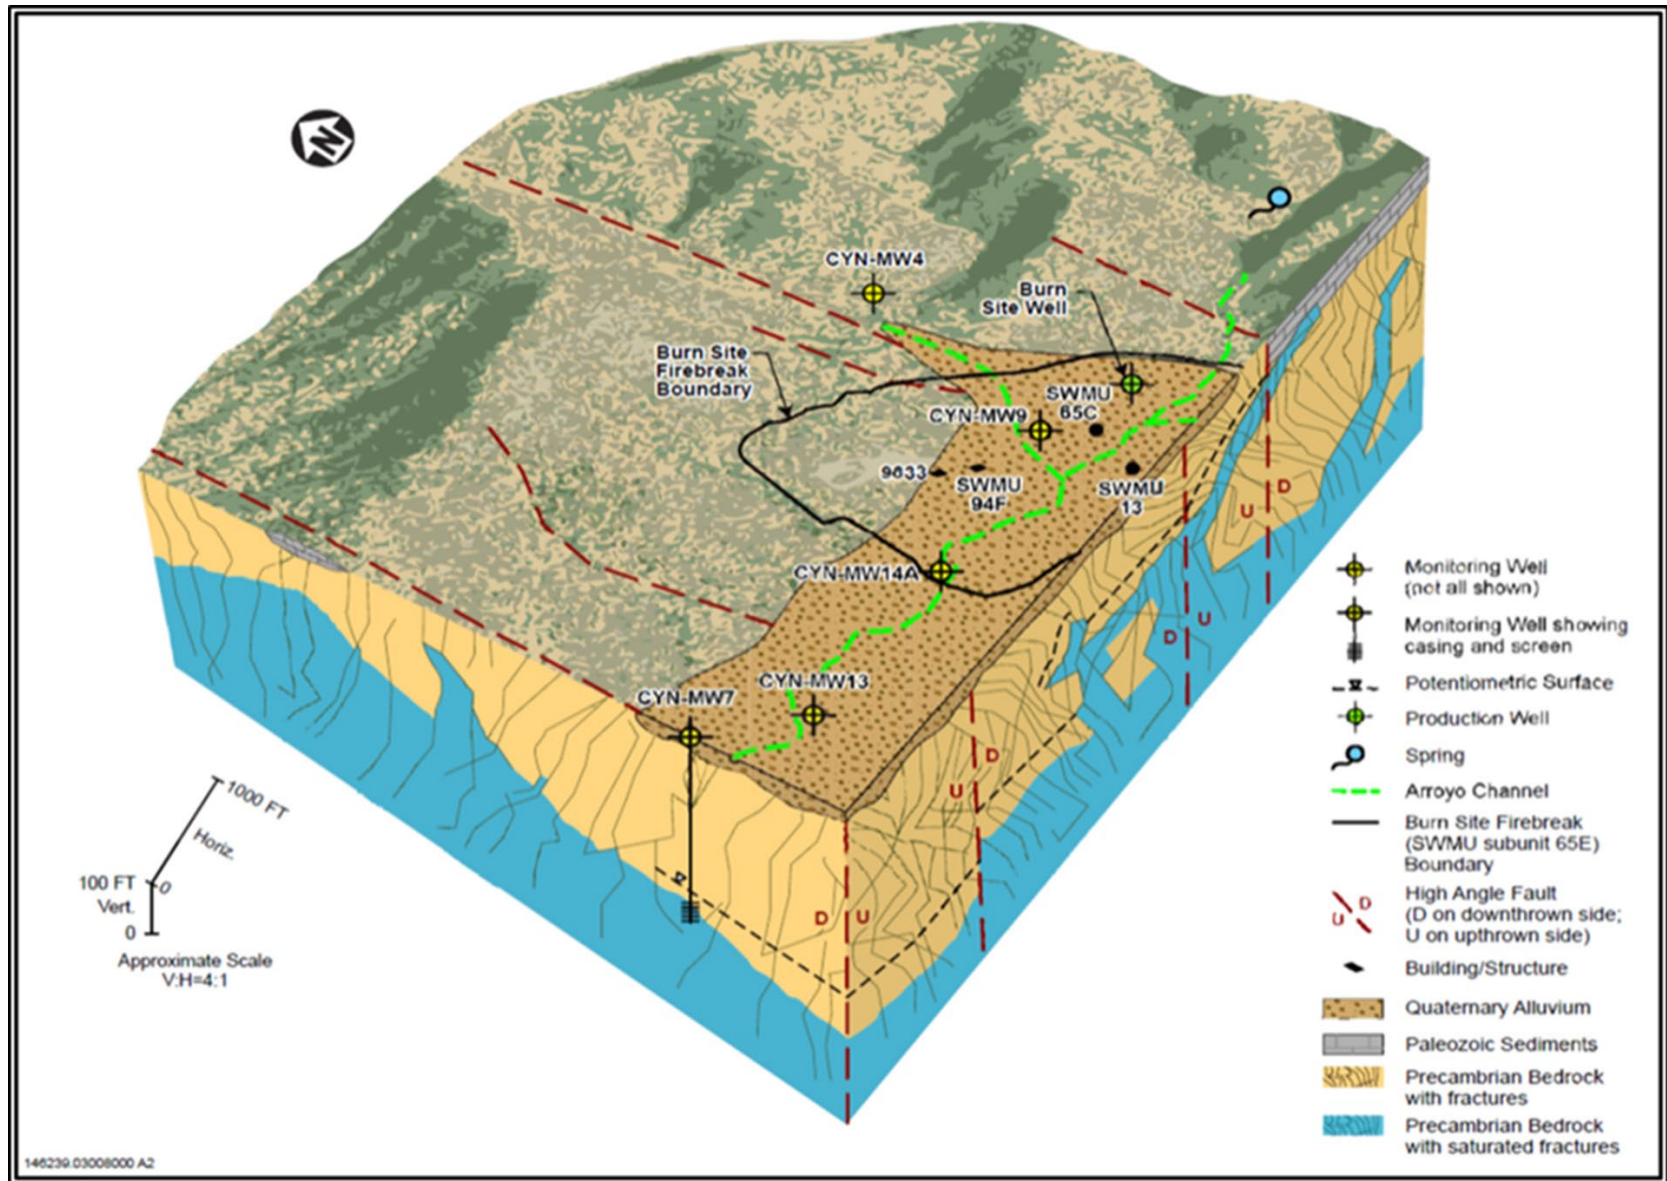 N
CYN-MW4
Burn
Site Well
Burn Site
Firebreak
Boundary
SWMU
65C
CYN-MW9
9833
SWMU
94F
SWMU
13
CYN-MW14A
CYN-MW13
CYN-MW7
D
U
D
U
D
U
D U
1000 FT
Horiz.
0
100 FT
Vert.
0
Approximate Scale
V:H=4:1
Monitoring Well
(not all shown)
Monitoring Well showing
casing and screen
Potentiometric Surface
Production Well
Spring
Arroyo Channel
Burn Site Firebreak
(SWMU subunit 65E)
Boundary
High Angle Fault
U D
(D on downthrown side;
U on upthrown side)
Building/Structure
Quaternary Alluvium
Paleozoic Sediments
Precambrian Bedrock
with fractures
Precambrian Bedrock
with saturated fractures
146239.03008000 A2